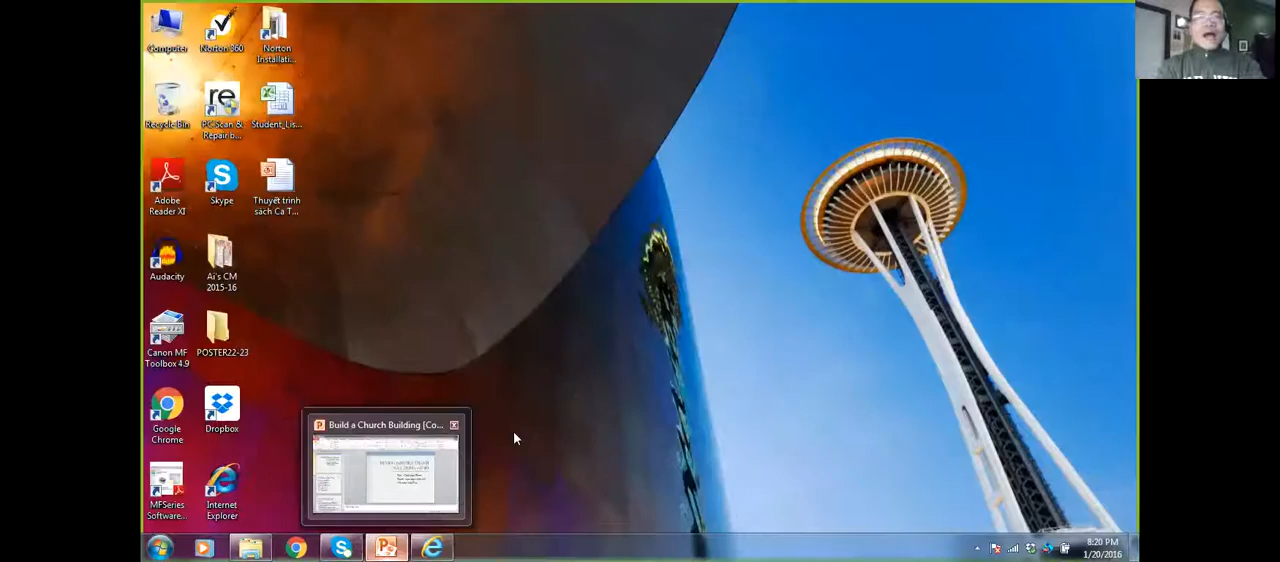 Computer
Norton 360
Norton
Installati...
Recycle Bin
re
PC Scan &
Repair b...
Student_Lis...
Adobe
Reader XI
Skype
Thuyết trình
sách Ca T...
Audacity
Ai's CM
2015-16
Canon MF
Toolbox 4.9
POSTER22-23
Google
Chrome
Dropbox
Build a Church Building [Co...
MFSeries
Software...
Internet
Explorer
8:20 PM
1/20/2016